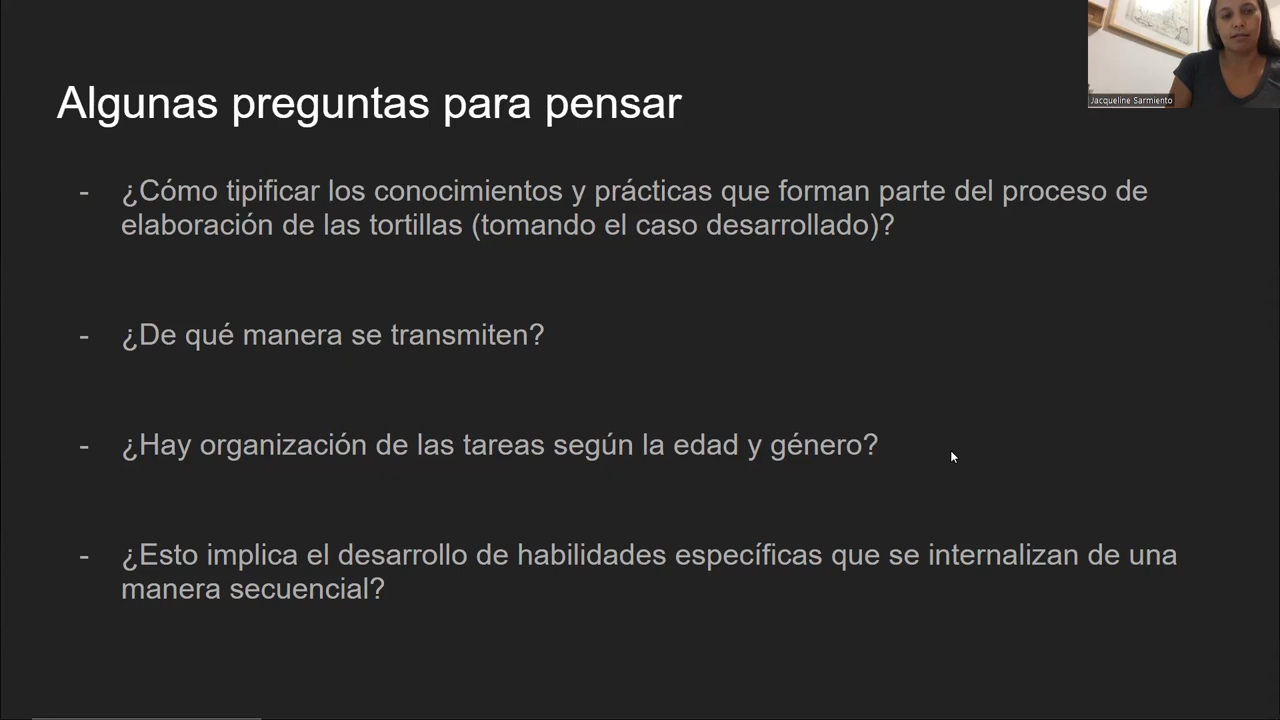 Jacqueline Sarmiento
Algunas preguntas para pensar
- ¿Cómo tipificar los conocimientos y prácticas que forman parte del proceso de
elaboración de las tortillas (tomando el caso desarrollado)?
- ¿De qué manera se transmiten?
- ¿Hay organización de las tareas según la edad y género?
- ¿Esto implica el desarrollo de habilidades específicas que se internalizan de una
manera secuencial?